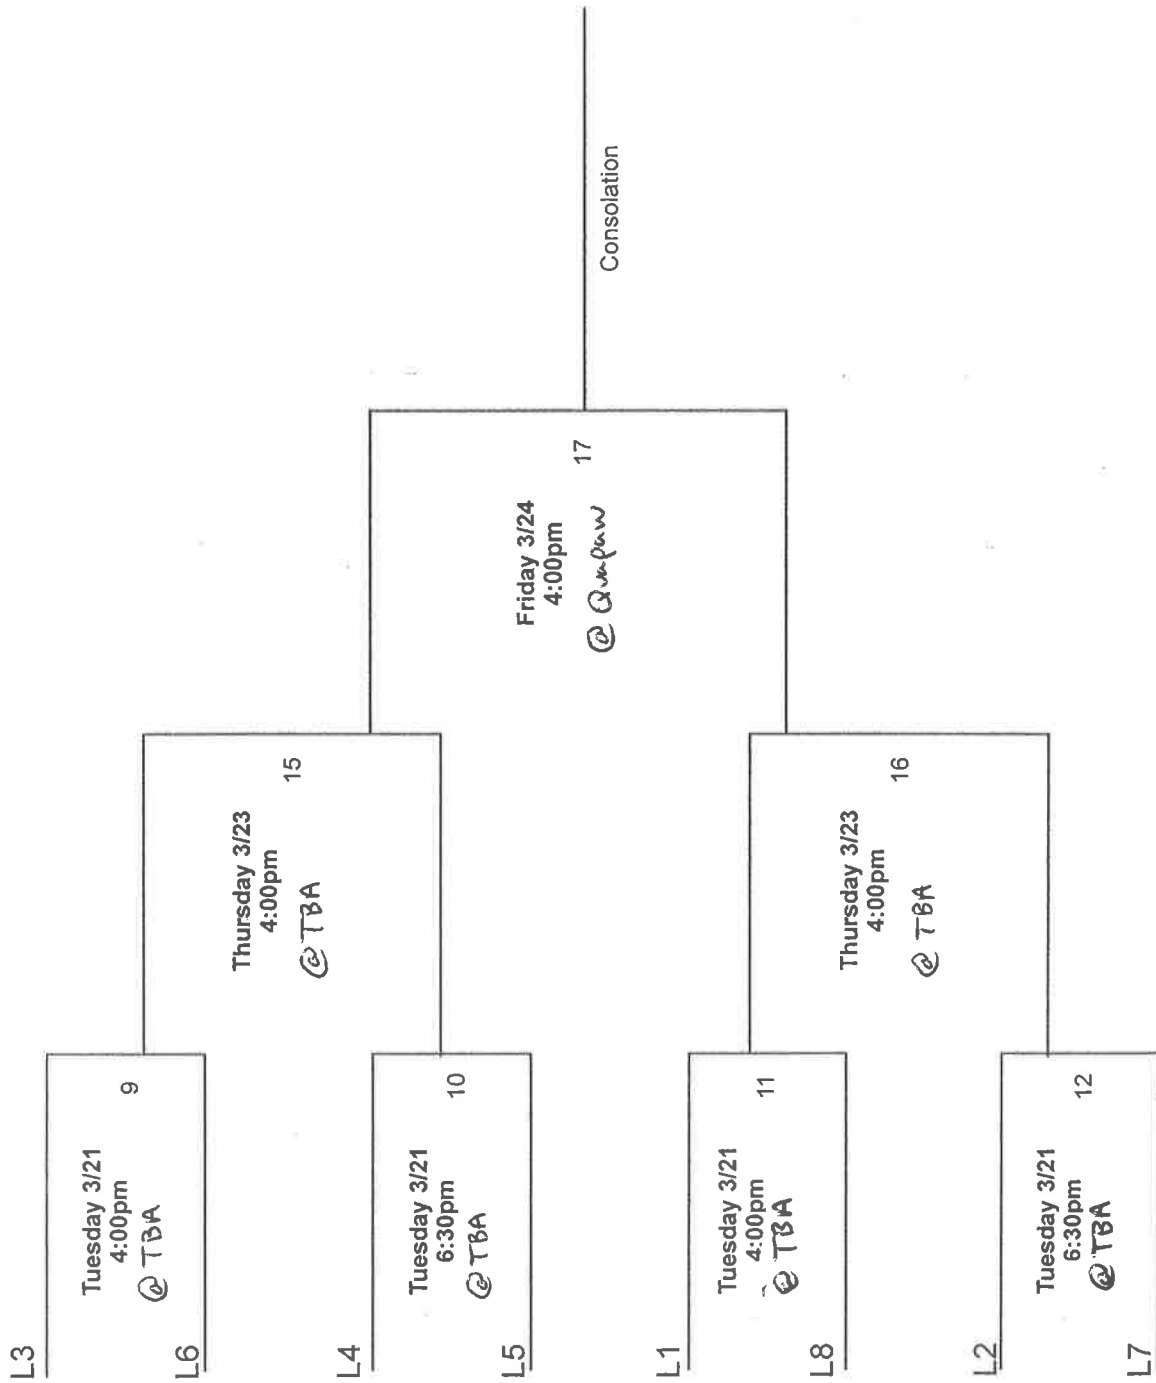 L3
Tuesday 3/21
4:00pm
@ TBA
9
L6
L4
Tuesday 3/21
6:30pm
@ TBA
10
L5
L1
Tuesday 3/21
4:00pm
@ TBA
11
L8
L2
Tuesday 3/21
6:30pm
@ TBA
12
L7
Thursday 3/23
4:00pm
@ TBA
15
Thursday 3/23
4:00pm
@ TBA
16
Friday 3/24
4:00pm
@ Quapaw
17
Consolation